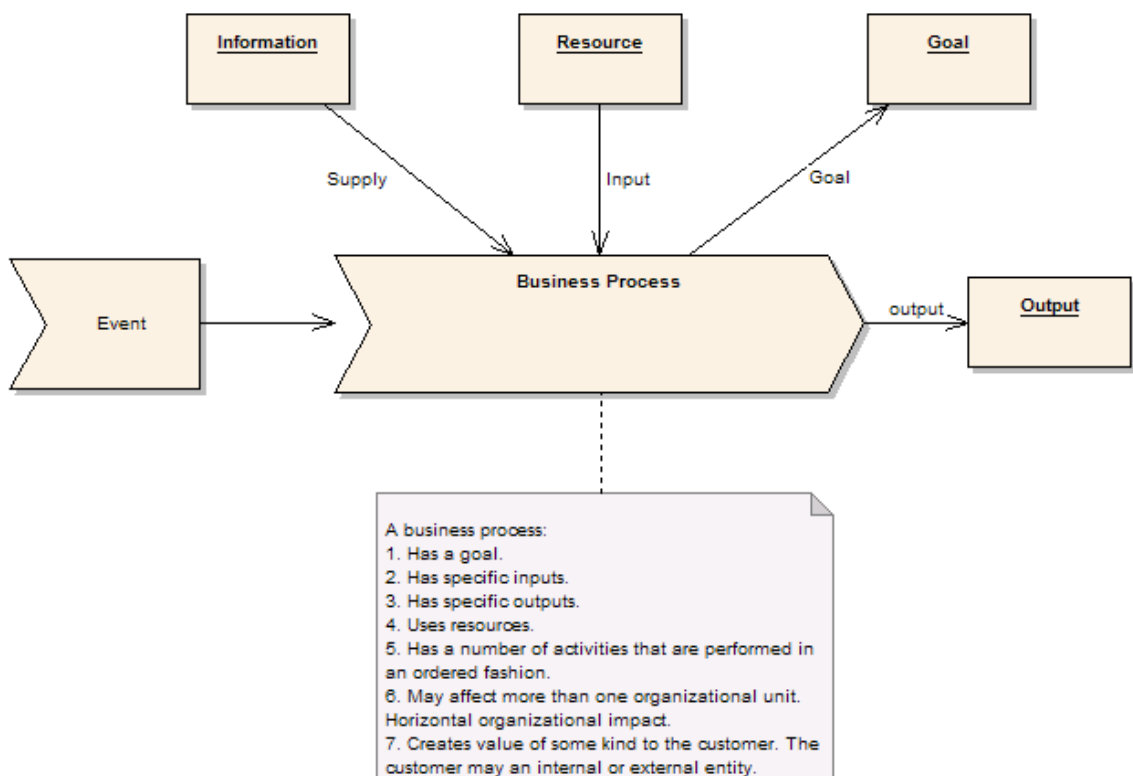 Information
Resource
Goal
Supply
Input
Goal
Business Process
Event
output
Output
A business process:
1. Has a goal.
2. Has specific inputs.
3. Has specific outputs.
4. Uses resources.
5. Has a number of activities that are performed in
an ordered fashion.
6. May affect more than one organizational unit.
Horizontal organizational impact.
7. Creates value of some kind to the customer. The
customer may an internal or external entity.